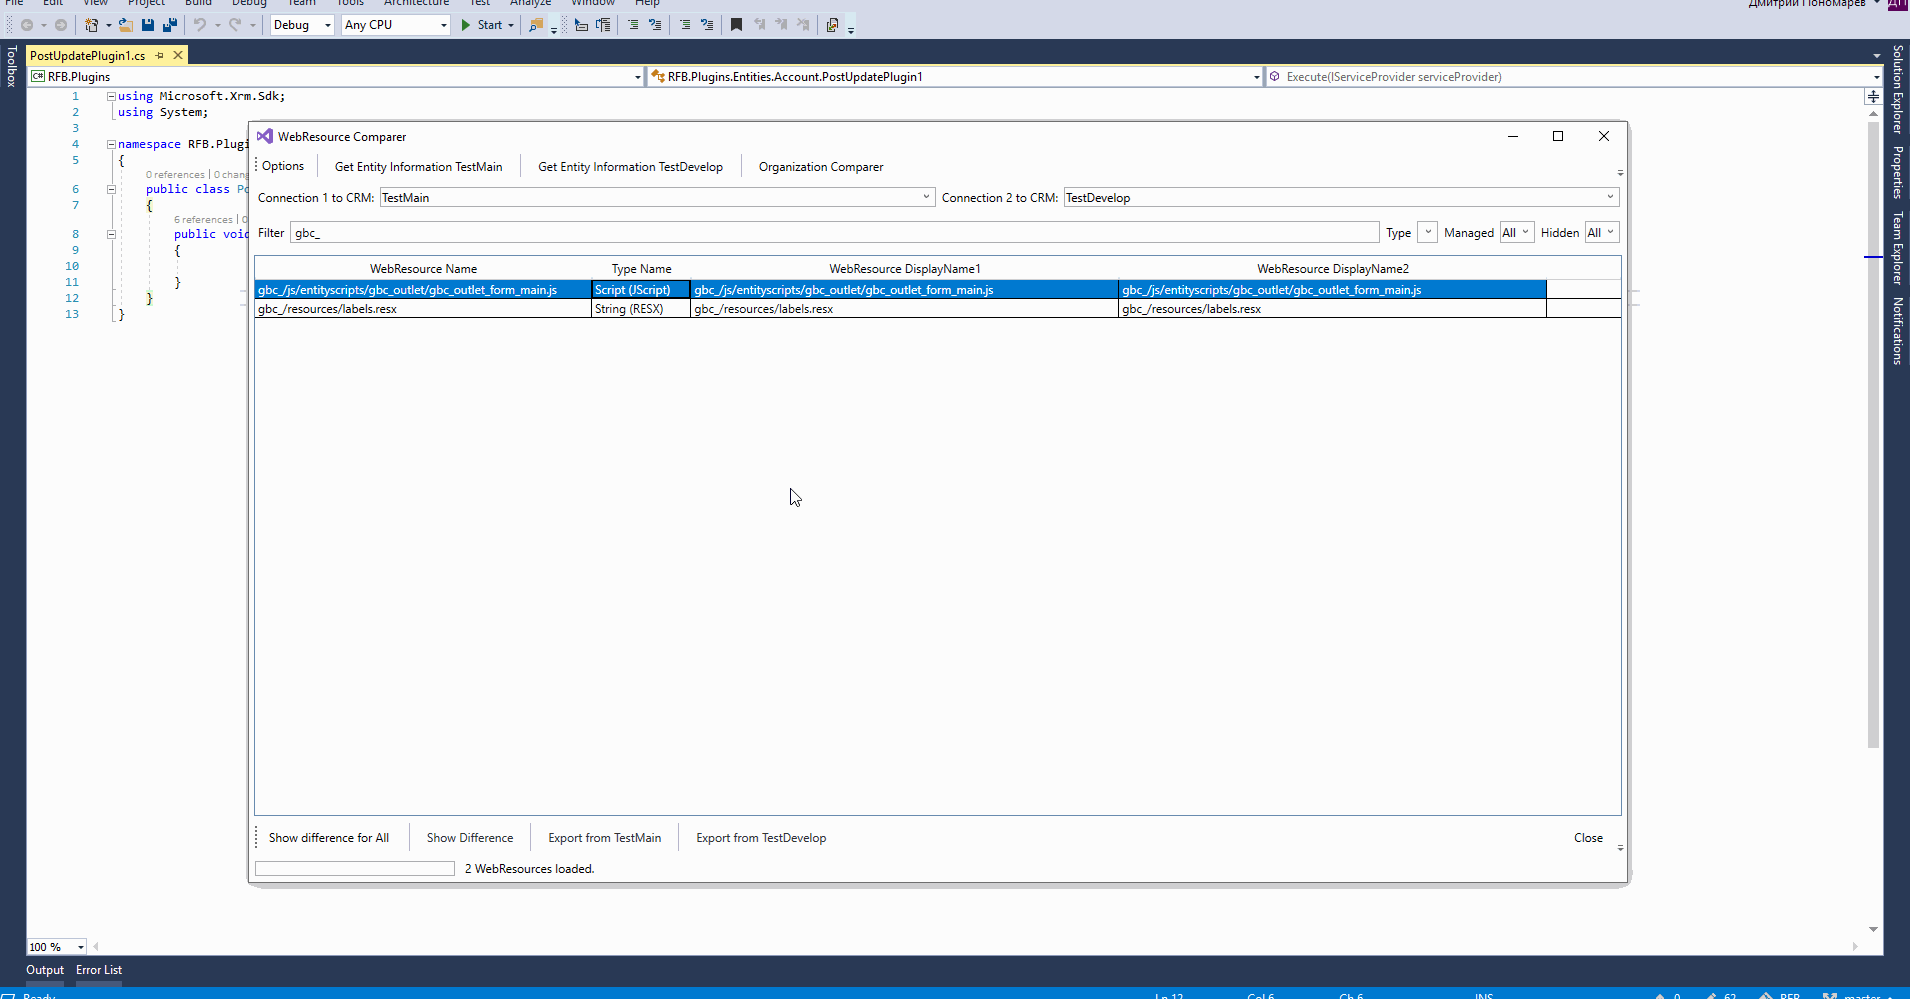 File Edit View Project Build Debug Team Tools Architecture Test Analyze Window Help Дмитрий Пономарев ДП
Debug Any CPU Start
Toolbox
PostUpdatePlugin1.cs
C# RFB.Plugins RFB.Plugins.Entities.Account.PostUpdatePlugin1 Execute(IServiceProvider serviceProvider)
1 using Microsoft.Xrm.Sdk;
2 using System;
3
4 namespace RFB.Plugi
5 {
0 references | 0 chang
6 public class Po
7 {
6 references | 0
8 public void
9 {
10
11 }
12 }
13 }
WebResource Comparer
Options Get Entity Information TestMain Get Entity Information TestDevelop Organization Comparer
Connection 1 to CRM: TestMain Connection 2 to CRM: TestDevelop
Filter gbc_ Type Managed All Hidden All
WebResource Name Type Name WebResource DisplayName1 WebResource DisplayName2
gbc_/js/entityscripts/gbc_outlet/gbc_outlet_form_main.js Script (JScript) gbc_/js/entityscripts/gbc_outlet/gbc_outlet_form_main.js gbc_/js/entityscripts/gbc_outlet/gbc_outlet_form_main.js
gbc_/resources/labels.resx String (RESX) gbc_/resources/labels.resx gbc_/resources/labels.resx
Show difference for All Show Difference Export from TestMain Export from TestDevelop Close
2 WebResources loaded.
Solution Explorer
Properties
Team Explorer
Notifications
100 %
Output Error List
Ready Ln 12 Col 6 Ch 6 INS 0 62 RFB master